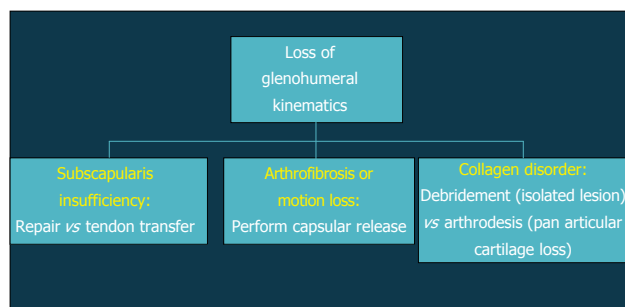 Loss of
glenohumeral
kinematics
Subscapularis
insufficiency:
Repair vs tendon transfer
Arthrofibrosis or
motion loss:
Perform capsular release
Collagen disorder:
Debridement (isolated lesion)
vs arthrodesis (pan articular
cartilage loss)